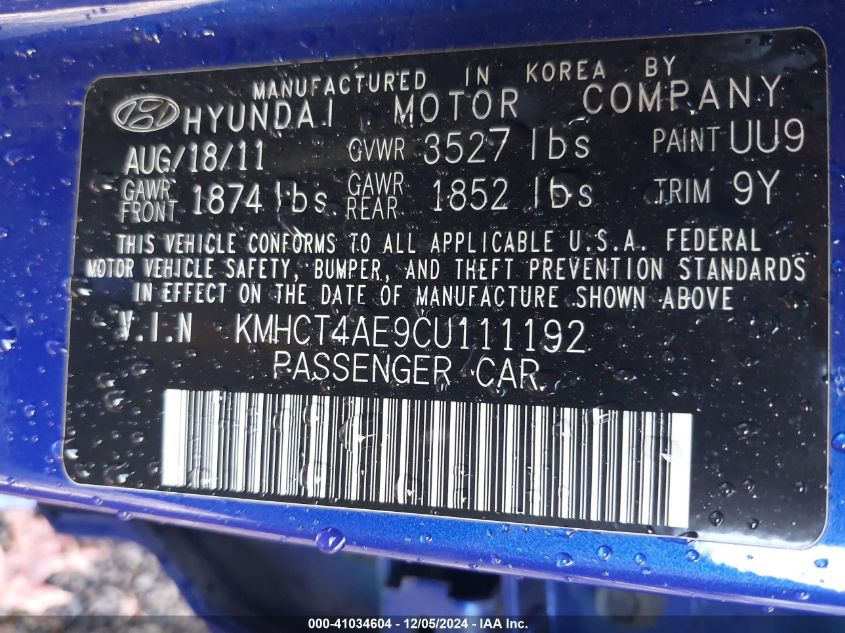 MANUFACTURED IN KOREA BY
HYUNDAI MOTOR COMPANY
AUG/18/11 GVWR 3527 lbs PAINT UU9
GAWR FRONT 1874 lbs GAWR REAR 1852 lbs TRIM 9Y
THIS VEHICLE CONFORMS TO ALL APPLICABLE U.S.A. FEDERAL
MOTOR VEHICLE SAFETY, BUMPER, AND THEFT PREVENTION STANDARDS
IN EFFECT ON THE DATE OF MANUFACTURE SHOWN ABOVE
V.I.N KMHCT4AE9CU111192
PASSENGER CAR
000-41034604 - 12/05/2024 - IAA Inc.